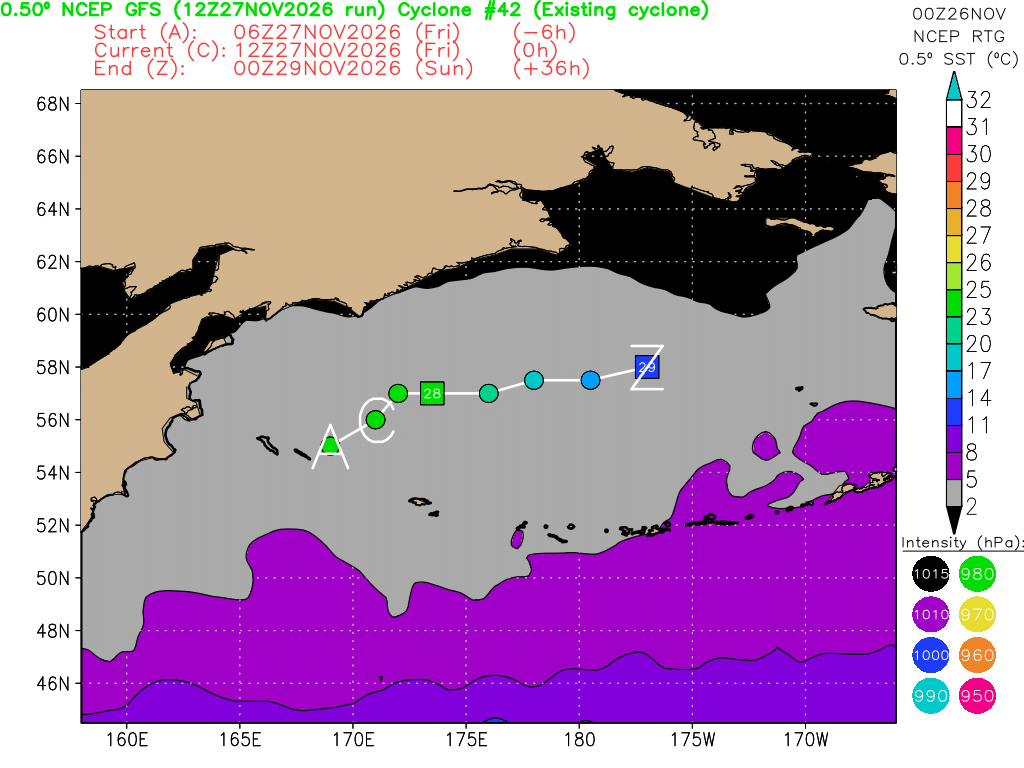 0.50º NCEP GFS (12Z27NOV2026 run) Cyclone #42 (Existing cyclone)
Start (A): 06Z27NOV2026 (Fri) (−6h)
Current (C): 12Z27NOV2026 (Fri) (0h)
End (Z): 00Z29NOV2026 (Sun) (+36h)
00Z26NOV
NCEP RTG
0.5º SST (ºC)
68N
66N
64N
62N
60N
58N
56N
54N
52N
50N
48N
46N
160E 165E 170E 175E 180 175W 170W
A
C
28
Z
29
32
31
30
29
28
27
26
25
23
20
17
14
11
8
5
2
Intensity (hPa):
1015 980
1010 970
1000 960
990 950